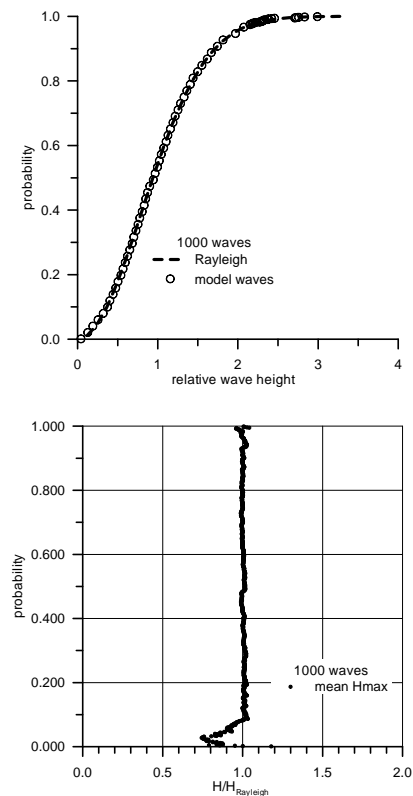 1.0
0.8
0.6
0.4
0.2
0.0
probability
1000 waves
Rayleigh
model waves
0 1 2 3 4
relative wave height
1.000
0.800
0.600
0.400
0.200
0.000
probability
1000 waves
mean Hmax
0.0 0.5 1.0 1.5 2.0
H/H_Rayleigh